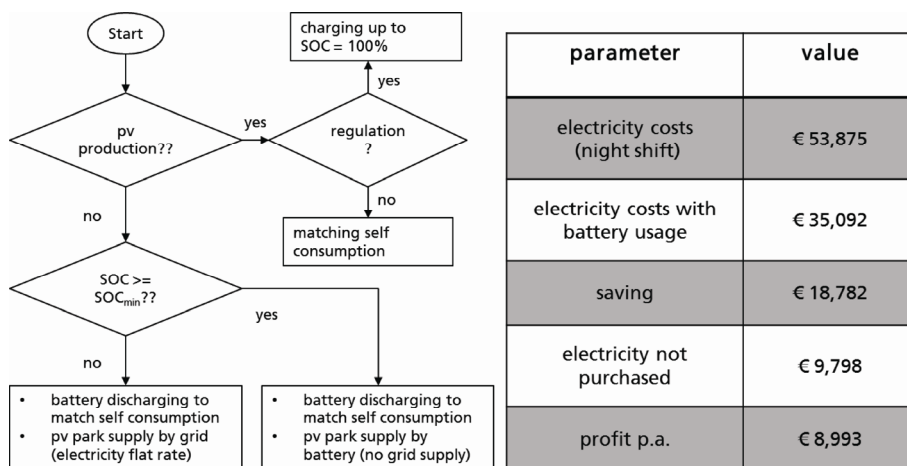 Start
charging up to
SOC = 100%
yes
pv
production??
yes
regulation
?
no
no
matching self
consumption
SOC >=
SOCmin??
yes
no
• battery discharging to
match self consumption
• pv park supply by grid
(electricity flat rate)
• battery discharging to
match self consumption
• pv park supply by
battery (no grid supply)
parameter value
electricity costs
(night shift) € 53,875
electricity costs with
battery usage € 35,092
saving € 18,782
electricity not
purchased € 9,798
profit p.a. € 8,993